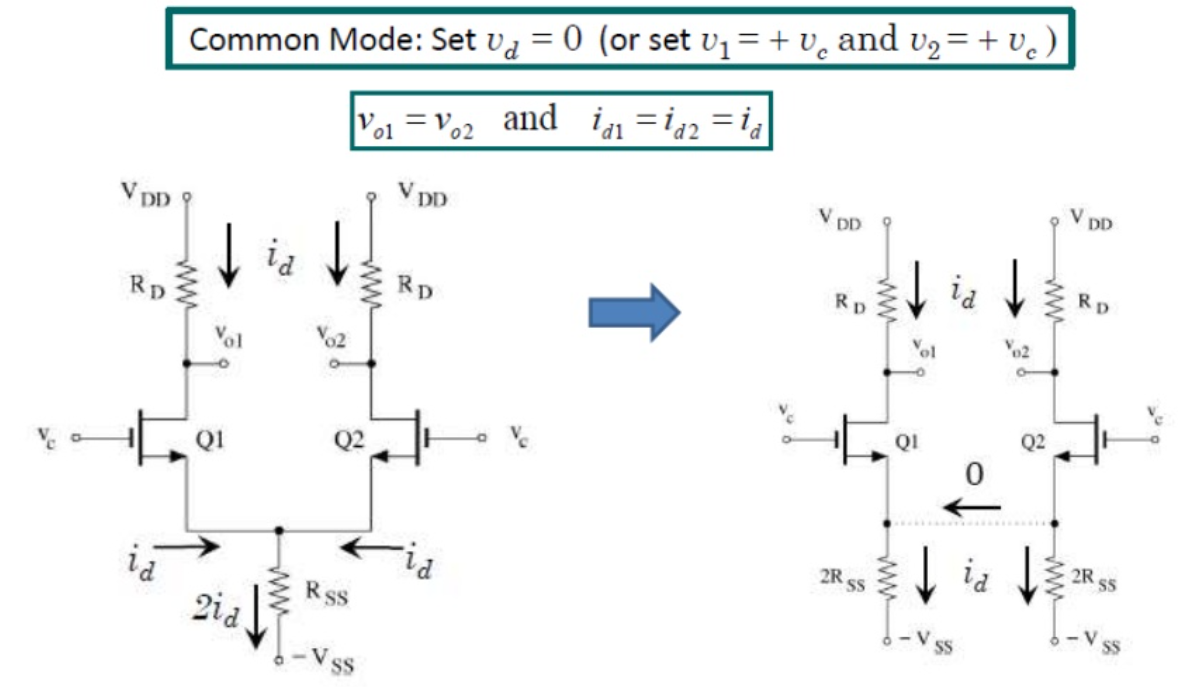 Common Mode: Set v_d = 0 (or set v_1 = + v_c and v_2 = + v_c )
v_o1 = v_o2 and i_d1 = i_d2 = i_d
V_DD V_DD
i_d
R_D R_D
V_o1 V_o2
V_c Q1 Q2 V_c
i_d i_d
2i_d R_SS
-V_SS
V_DD V_DD
R_D i_d R_D
V_o1 V_o2
V_c V_c
Q1 Q2
0
2R_SS i_d 2R_SS
-V_SS -V_SS